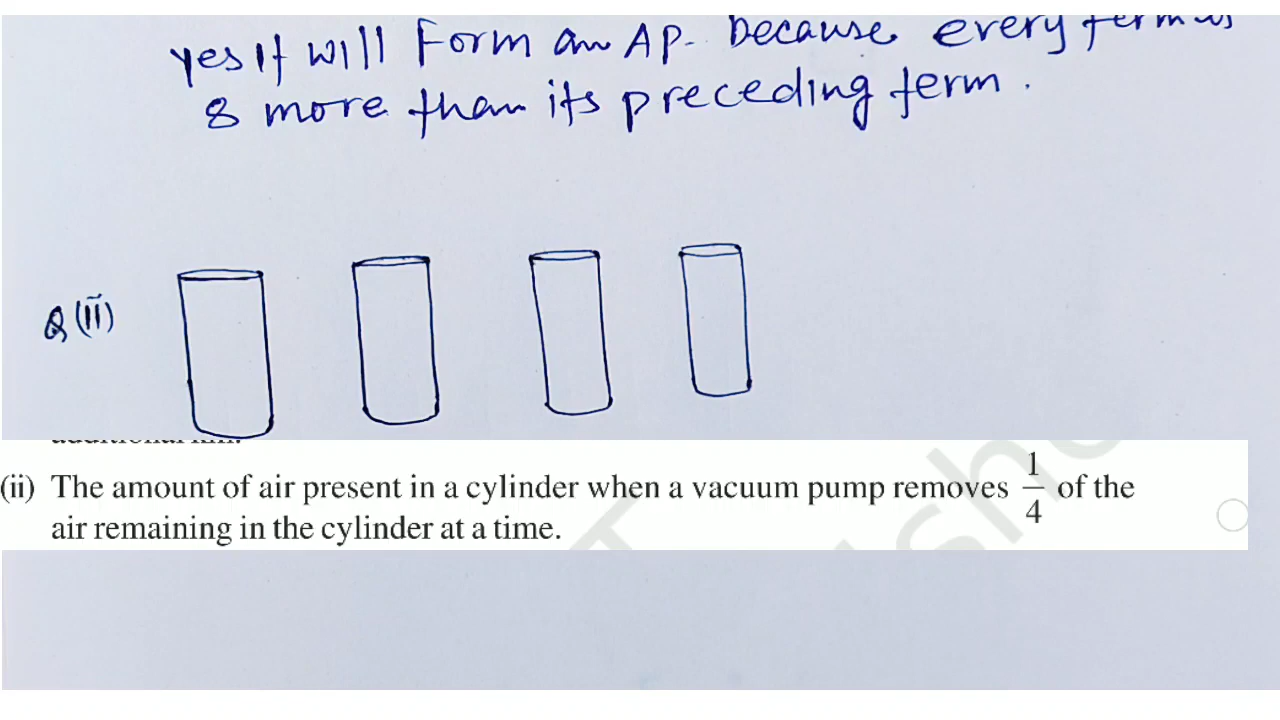 yes it will Form an AP. because every term is
8 more than its preceding term.
Q (ii)
(ii) The amount of air present in a cylinder when a vacuum pump removes 1/4 of the
air remaining in the cylinder at a time.